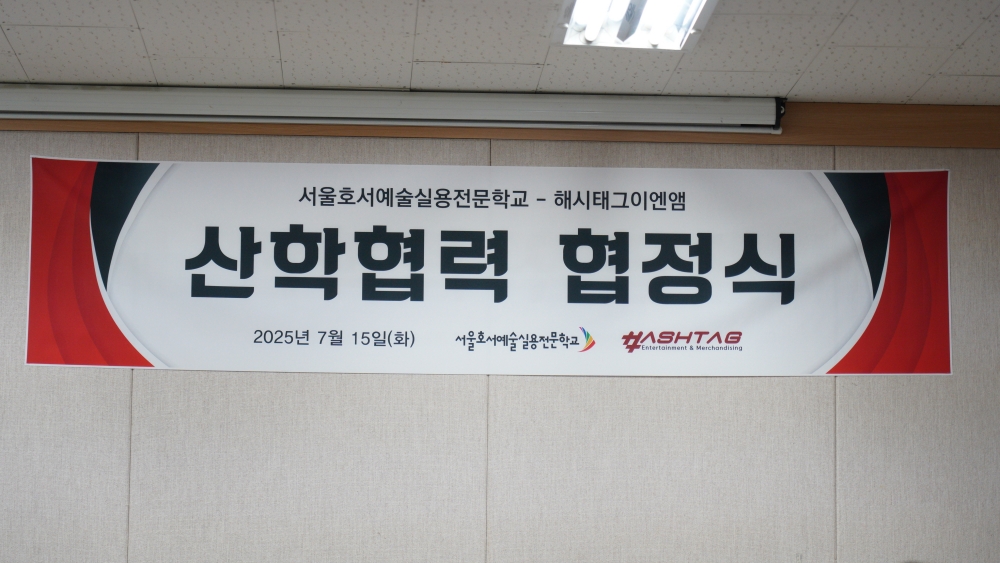 서울호서예술실용전문학교 - 해시태그이엔앰
산학협력 협정식
2025년 7월 15일(화) 서울호서예술실용전문학교 #ASHTAG
Entertainment & Merchandising